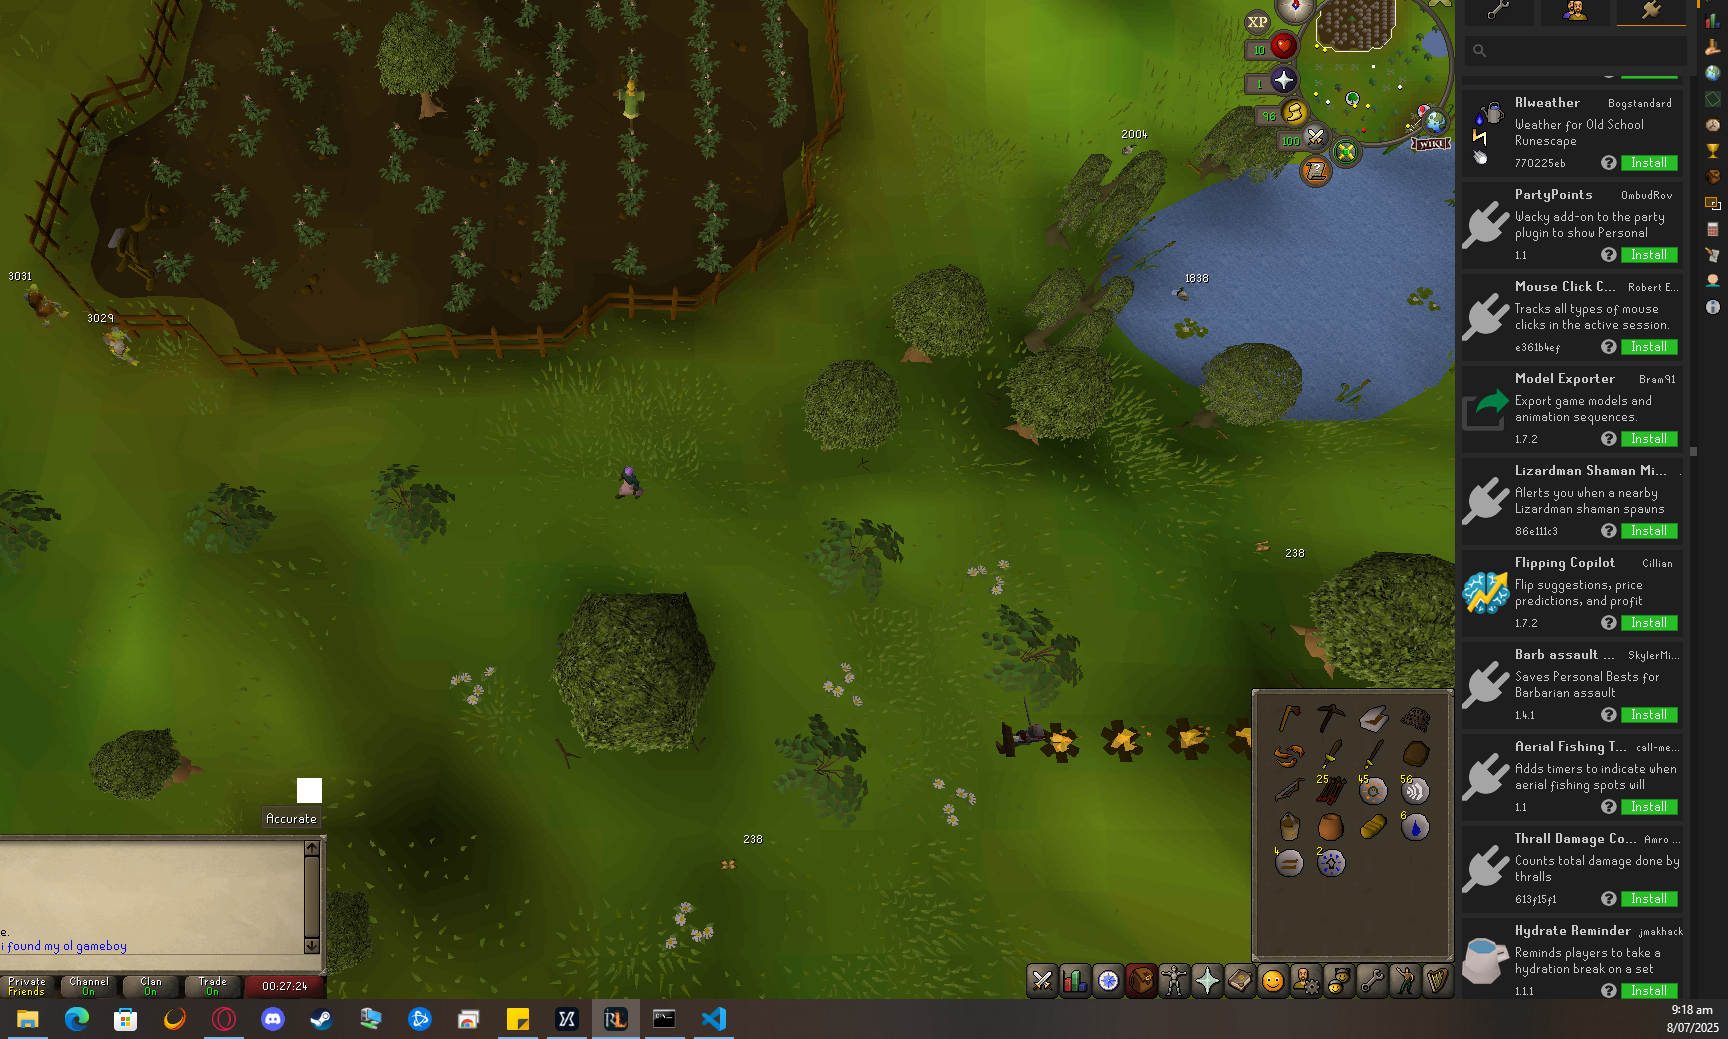 XP
10
1
96
100
WIKI
2004
1838
3031
3029
238
238
Accurate
e.
i found my ol gameboy
Private
Friends
Channel
On
Clan
On
Trade
On
00:27:24
25
45
56
6
4
2
Rlweather Bogstandard
Weather for Old School
Runescape
770225eb Install
PartyPoints OmbudRov
Wacky add-on to the party
plugin to show Personal
1.1 Install
Mouse Click C... Robert E...
Tracks all types of mouse
clicks in the active session.
e361b4ef Install
Model Exporter Bram91
Export game models and
animation sequences.
1.7.2 Install
Lizardman Shaman Mi... .
Alerts you when a nearby
Lizardman shaman spawns
86e111c3 Install
Flipping Copilot Cillian
Flip suggestions, price
predictions, and profit
1.7.2 Install
Barb assault ... SkylerMi...
Saves Personal Bests for
Barbarian assault
1.4.1 Install
Aerial Fishing T... call-me...
Adds timers to indicate when
aerial fishing spots will
1.1 Install
Thrall Damage Co... Amro ...
Counts total damage done by
thralls
613f15f1 Install
Hydrate Reminder jmakhack
Reminds players to take a
hydration break on a set
1.1.1 Install
9:18 am
8/07/2025